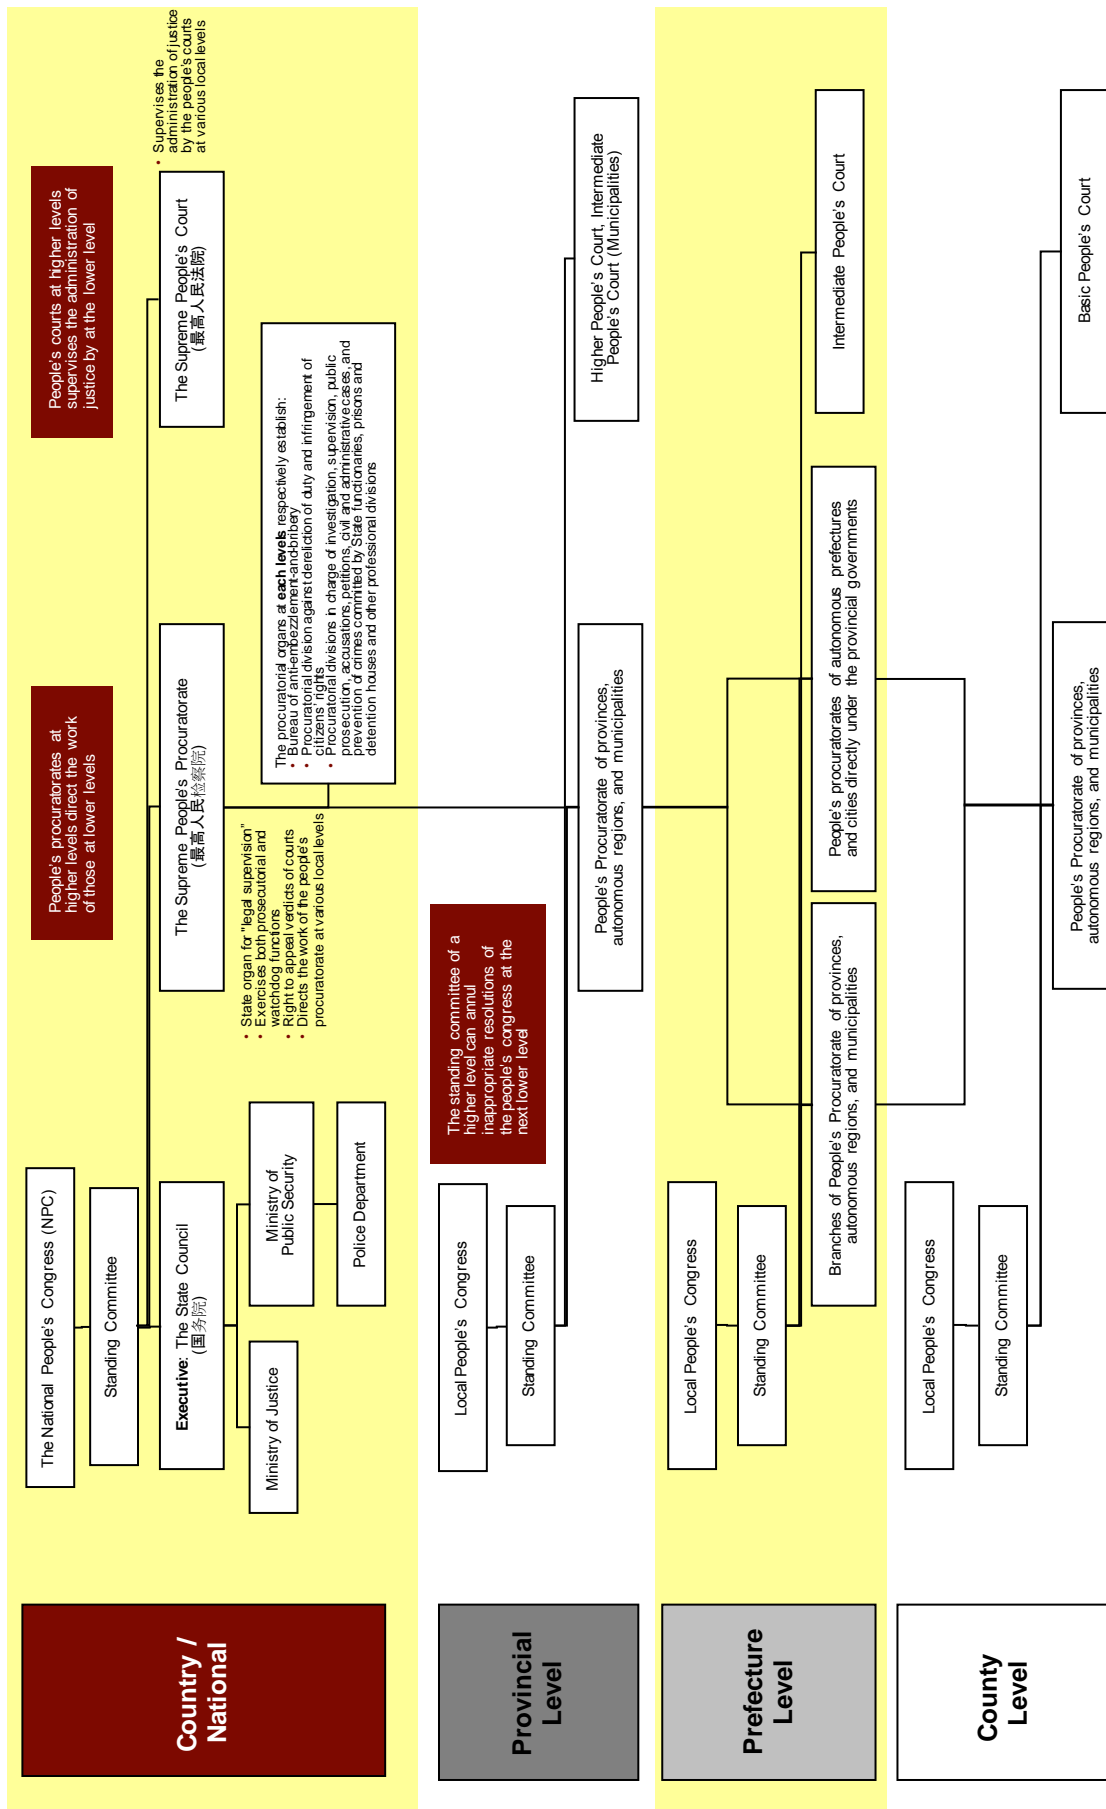 Country /
National
The National People's Congress (NPC)
Standing Committee
Executive: The State Council
(国务院)
Ministry of Justice
Ministry of
Public Security
Police Department
People's procuratorates at
higher levels direct the work
of those at lower levels
The Supreme People's Procuratorate
(最高人民检察院)
• State organ for "legal supervision"
• Exercises both prosecutorial and
watchdog functions
• Right to appeal verdicts of courts
• Directs the work of the people's
procuratorate at various local levels
The procuratorial organs at each levels respectively establish:
• Bureau of anti-embezzlement-and-bribery
• Procuratorial division against dereliction of duty and infringement of
citizens' rights
• Procuratorial divisions in charge of investigation, supervision, public
prosecution, accusations, petitions, civil and administrative cases, and
prevention of crimes committed by State functionaries, prisons and
detention houses and other professional divisions
People's courts at higher levels
supervises the administration of
justice by at the lower level
The Supreme People's Court
(最高人民法院)
• Supervises the
administration of justice
by the people's courts
at various local levels
Provincial
Level
Local People's Congress
Standing Committee
The standing committee of a
higher level can annul
inappropriate resolutions of
the people's congress at the
next lower level
People's Procuratorate of provinces,
autonomous regions, and municipalities
Higher People's Court, Intermediate
People's Court (Municipalities)
Prefecture
Level
Local People's Congress
Standing Committee
Branches of People's Procuratorate of provinces,
autonomous regions, and municipalities
People's procuratorates of autonomous prefectures
and cities directly under the provincial governments
Intermediate People's Court
County
Level
Local People's Congress
Standing Committee
People's Procuratorate of provinces,
autonomous regions, and municipalities
Basic People's Court